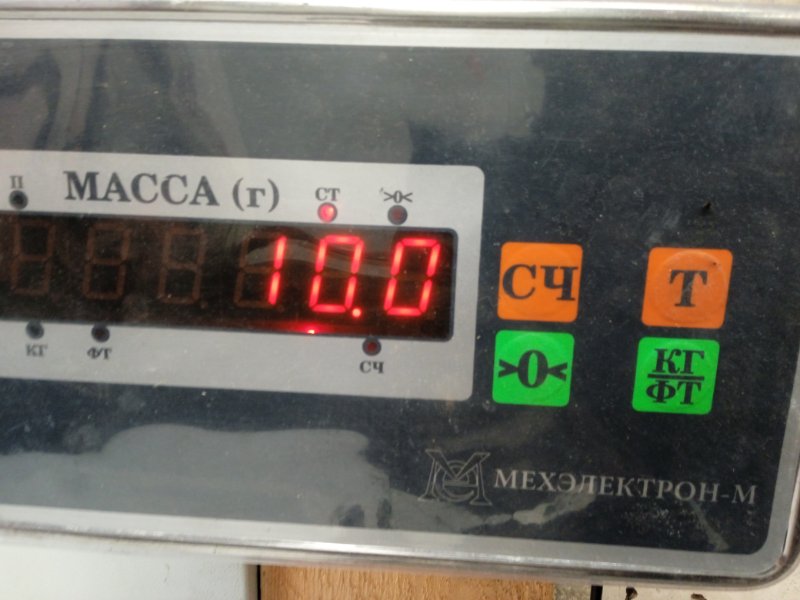 П МАССА (г) СТ >0<
10.0
КГ ФТ СЧ
СЧ Т
>0< КГ/ФТ
МЕХЭЛЕКТРОН-М